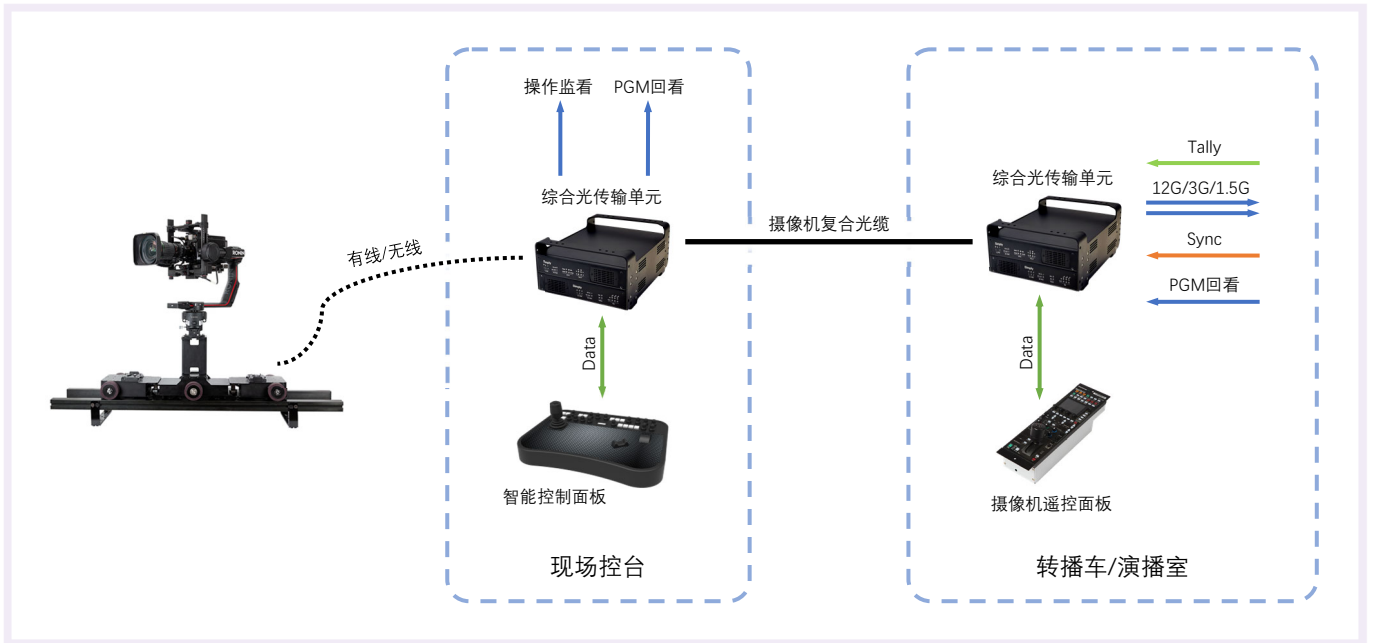 操作监看
PGM回看
综合光传输单元
有线/无线
Data
智能控制面板
现场控台
摄像机复合光缆
综合光传输单元
Tally
12G/3G/1.5G
Sync
PGM回看
Data
摄像机遥控面板
转播车/演播室